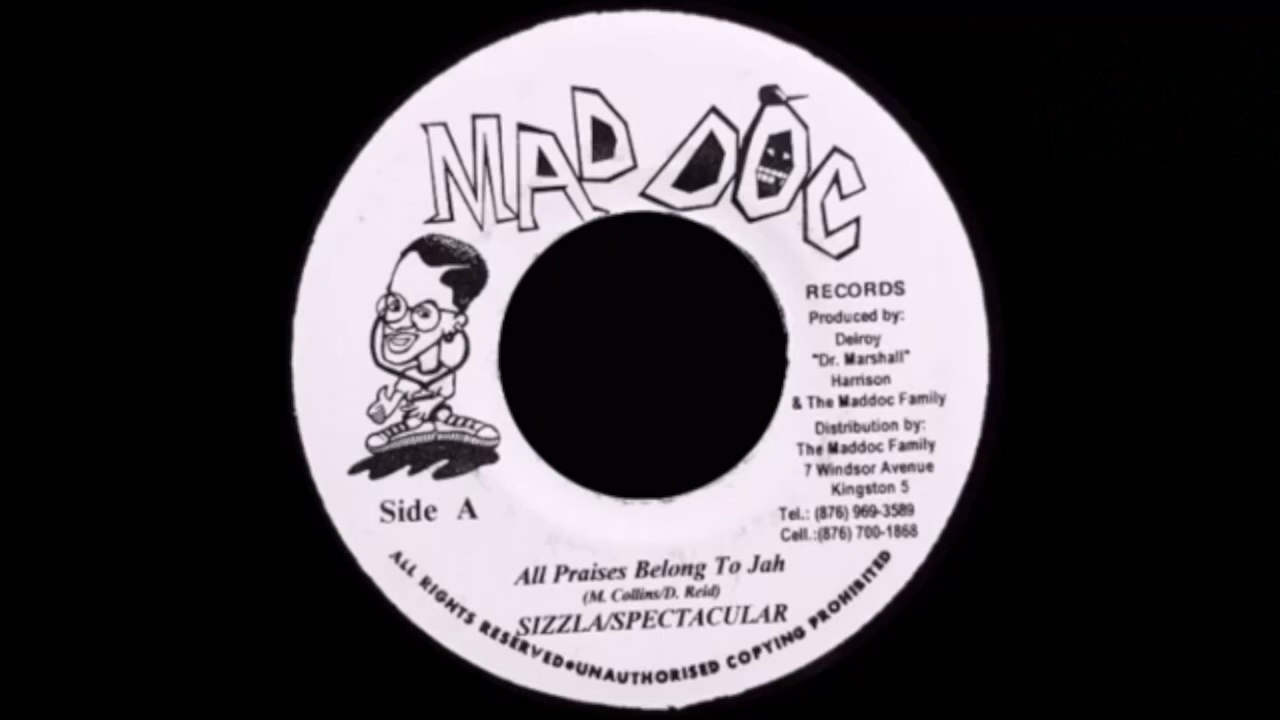 MAD DOC
RECORDS
Produced by:
Delroy
"Dr. Marshall"
Harrison
& The Maddoc Family
Distribution by:
The Maddoc Family
7 Windsor Avenue
Kingston 5
Tel.: (876) 969-3589
Cell.:(876) 700-1868
Side A
All Praises Belong To Jah
(M. Collins/D. Reid)
SIZZLA/SPECTACULAR
ALL RIGHTS RESERVED•UNAUTHORISED COPYING PROHIBITED